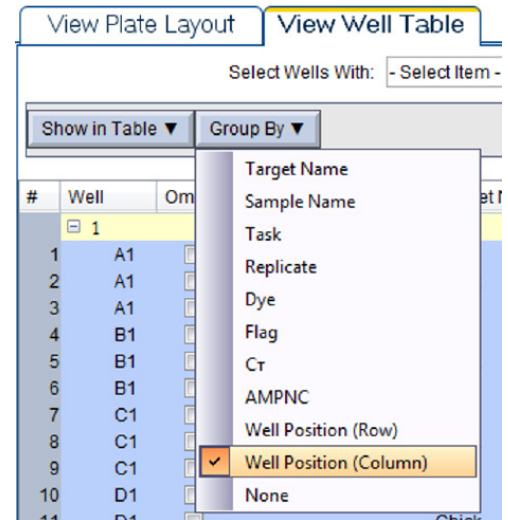 View Plate Layout View Well Table
Select Wells With: - Select Item -
Show in Table ▼ Group By ▼
Target Name
Sample Name
Task
Replicate
Dye
Flag
Cт
AMPNC
Well Position (Row)
Well Position (Column)
None
# Well Om
1
1 A1
2 A1
3 A1
4 B1
5 B1
6 B1
7 C1
8 C1
9 C1
10 D1
11 D1